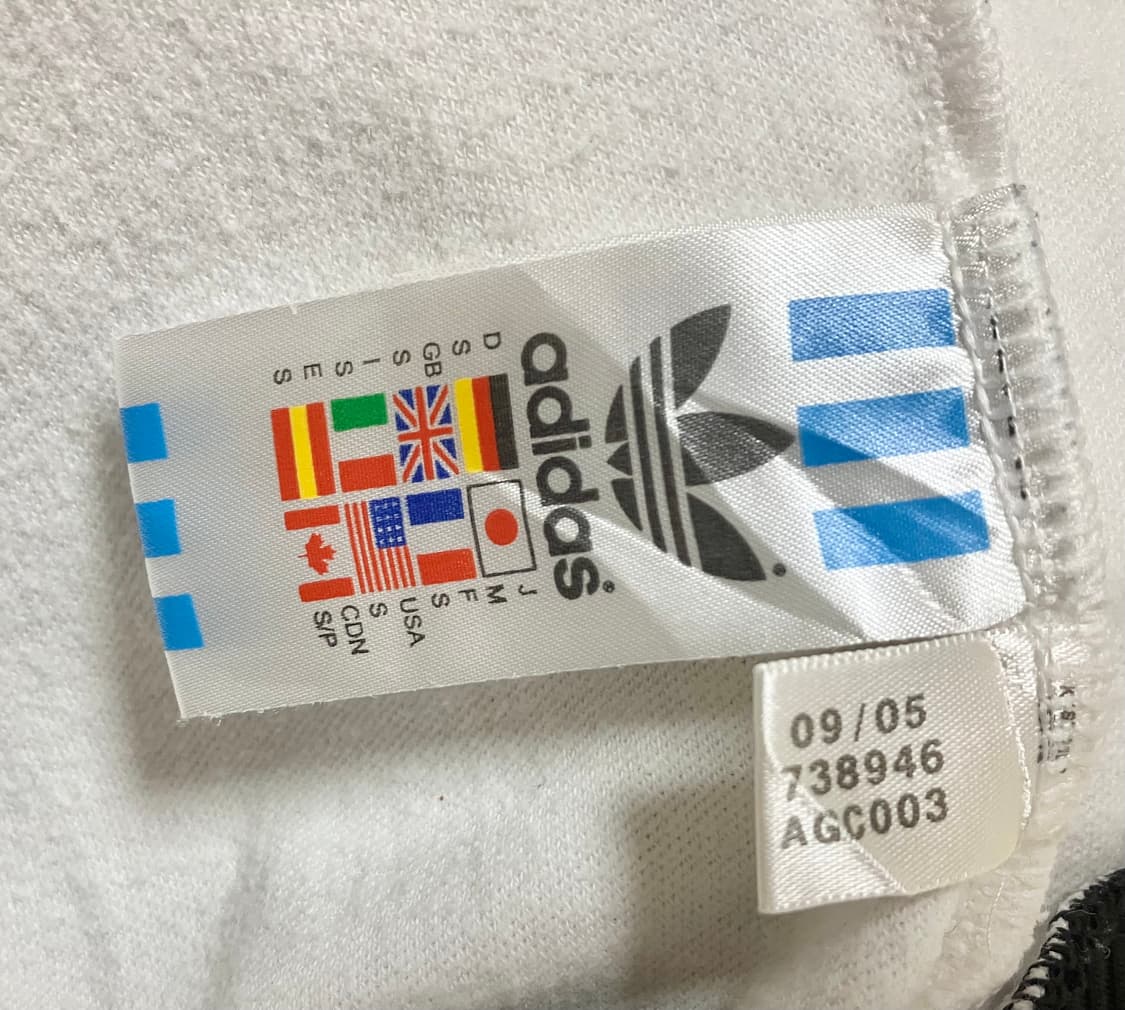 adidas®
D J
S M
GB F
S S
I USA
S S
E CDN
S S/P
09/05
738946
AGC003